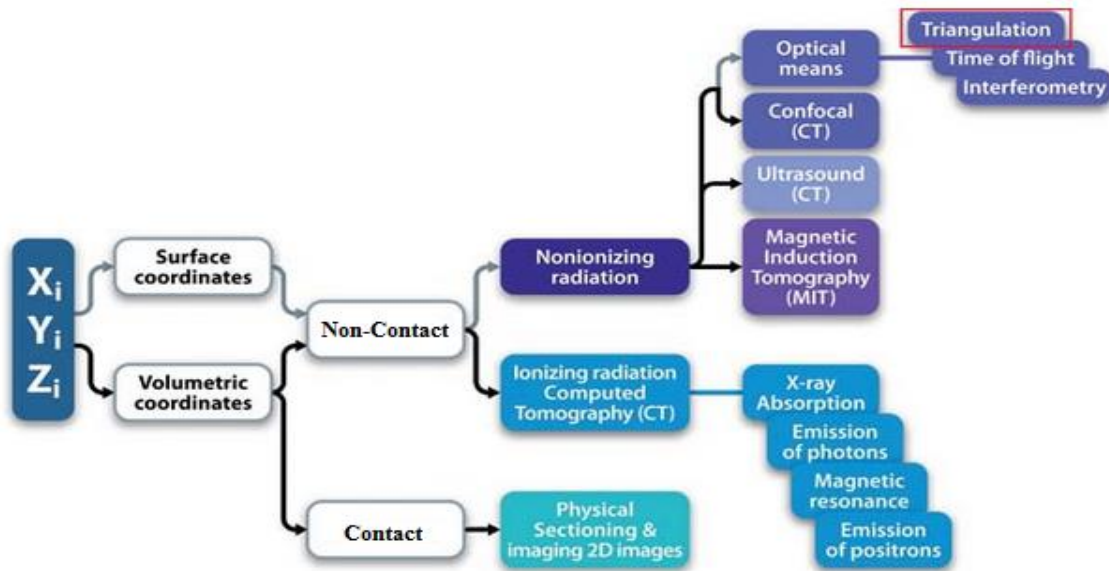 Xi
Yi
Zi
Surface
coordinates
Volumetric
coordinates
Non-Contact
Contact
Nonionizing
radiation
Ionizing radiation
Computed
Tomography (CT)
Physical
Sectioning &
imaging 2D images
Optical
means
Confocal
(CT)
Ultrasound
(CT)
Magnetic
Induction
Tomography
(MIT)
Triangulation
Time of flight
Interferometry
X-ray
Absorption
Emission
of photons
Magnetic
resonance
Emission
of positrons